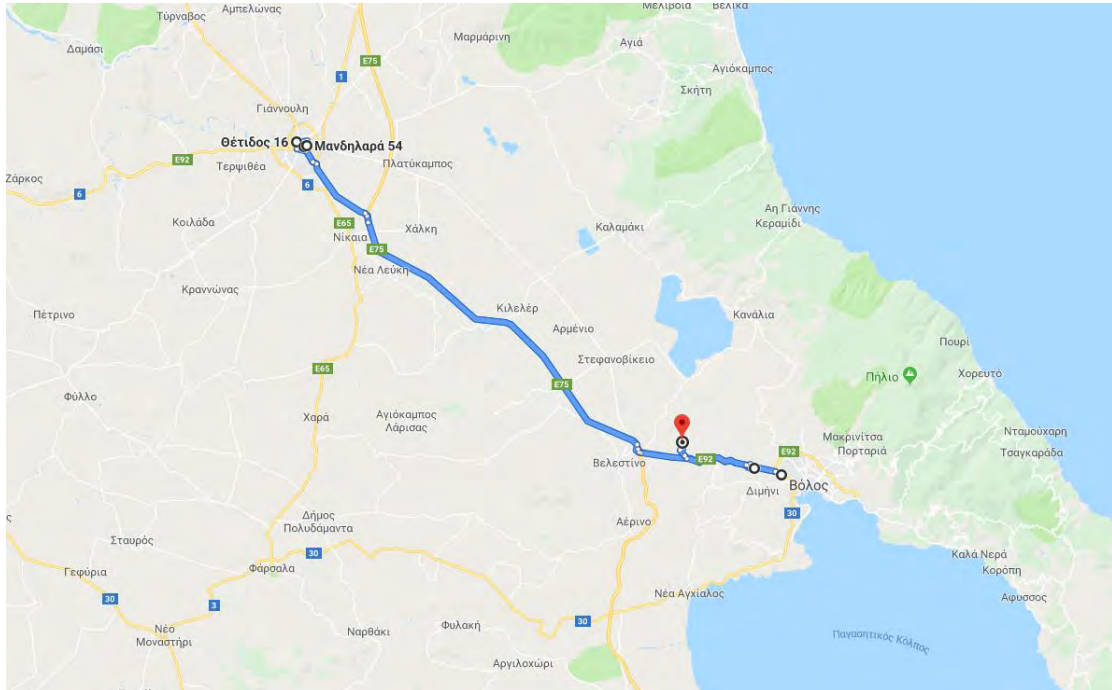 Αμπελώνας
Τύρναβος
Μελίβοια
Βελίκα
Δαμάσι
Μαρμάρινη
Αγιά
Αγιόκαμπος
E75
1
Σκήτη
Γιάννουλη
Θέτιδος 16
Μανδηλαρά 54
E92
Πλατύκαμπος
Τερψιθέα
Ζάρκος
6
6
Αη Γιάννης
Κεραμίδι
Κοιλάδα
E65
Χάλκη
Καλαμάκι
Νίκαια
E75
Νέα Λεύκη
Κραννώνας
Κιλελέρ
Κανάλια
Πέτρινο
Αρμένιο
Πουρί
Στεφανοβίκειο
E65
Πήλιο
Χορευτό
E75
Φύλλο
Χαρά
Αγιόκαμπος
Λάρισας
Νταμούχαρη
Τσαγκαράδα
Μακρινίτσα
Πορταριά
E92
Βελεστίνο
E92
Βόλος
Διμήνι
30
Δήμος
Πολυδάμαντα
Αέρινο
Σταυρός
30
Καλά Νερά
Φάρσαλα
Κορόπη
Γεφύρια
Νέα Αγχίαλος
Άφυσσος
30
3
Φυλακή
30
Νέο
Μοναστήρι
Ναρθάκι
Παγασητικός Κόλπος
Αργιλοχώρι